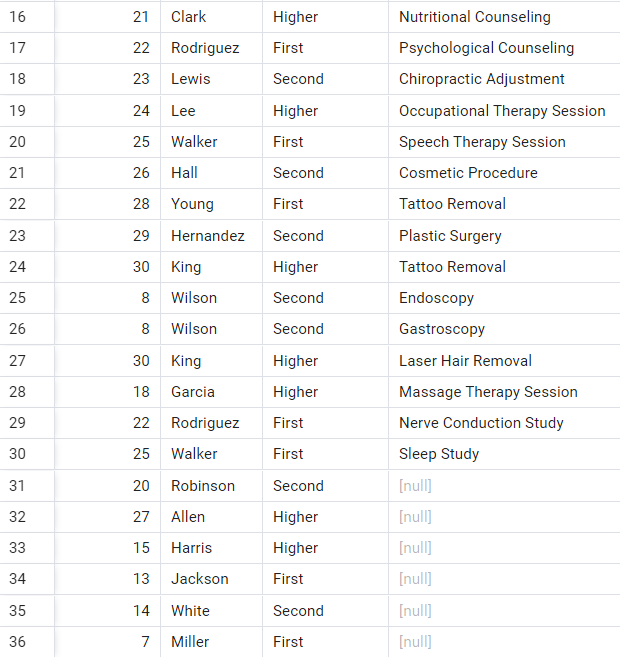 16 21 Clark Higher Nutritional Counseling
17 22 Rodriguez First Psychological Counseling
18 23 Lewis Second Chiropractic Adjustment
19 24 Lee Higher Occupational Therapy Session
20 25 Walker First Speech Therapy Session
21 26 Hall Second Cosmetic Procedure
22 28 Young First Tattoo Removal
23 29 Hernandez Second Plastic Surgery
24 30 King Higher Tattoo Removal
25 8 Wilson Second Endoscopy
26 8 Wilson Second Gastroscopy
27 30 King Higher Laser Hair Removal
28 18 Garcia Higher Massage Therapy Session
29 22 Rodriguez First Nerve Conduction Study
30 25 Walker First Sleep Study
31 20 Robinson Second [null]
32 27 Allen Higher [null]
33 15 Harris Higher [null]
34 13 Jackson First [null]
35 14 White Second [null]
36 7 Miller First [null]